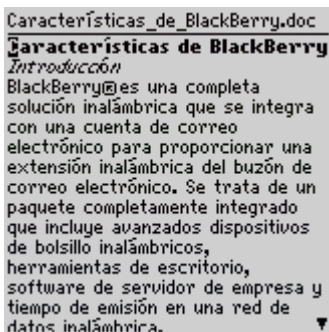 Características_de_BlackBerry.doc
Características de BlackBerry
Introducción
BlackBerry® es una completa
solución inalámbrica que se integra
con una cuenta de correo
electrónico para proporcionar una
extensión inalámbrica del buzón de
correo electrónico. Se trata de un
paquete completamente integrado
que incluye avanzados dispositivos
de bolsillo inalámbricos,
herramientas de escritorio,
software de servidor de empresa y
tiempo de emisión en una red de
datos inalámbrica.